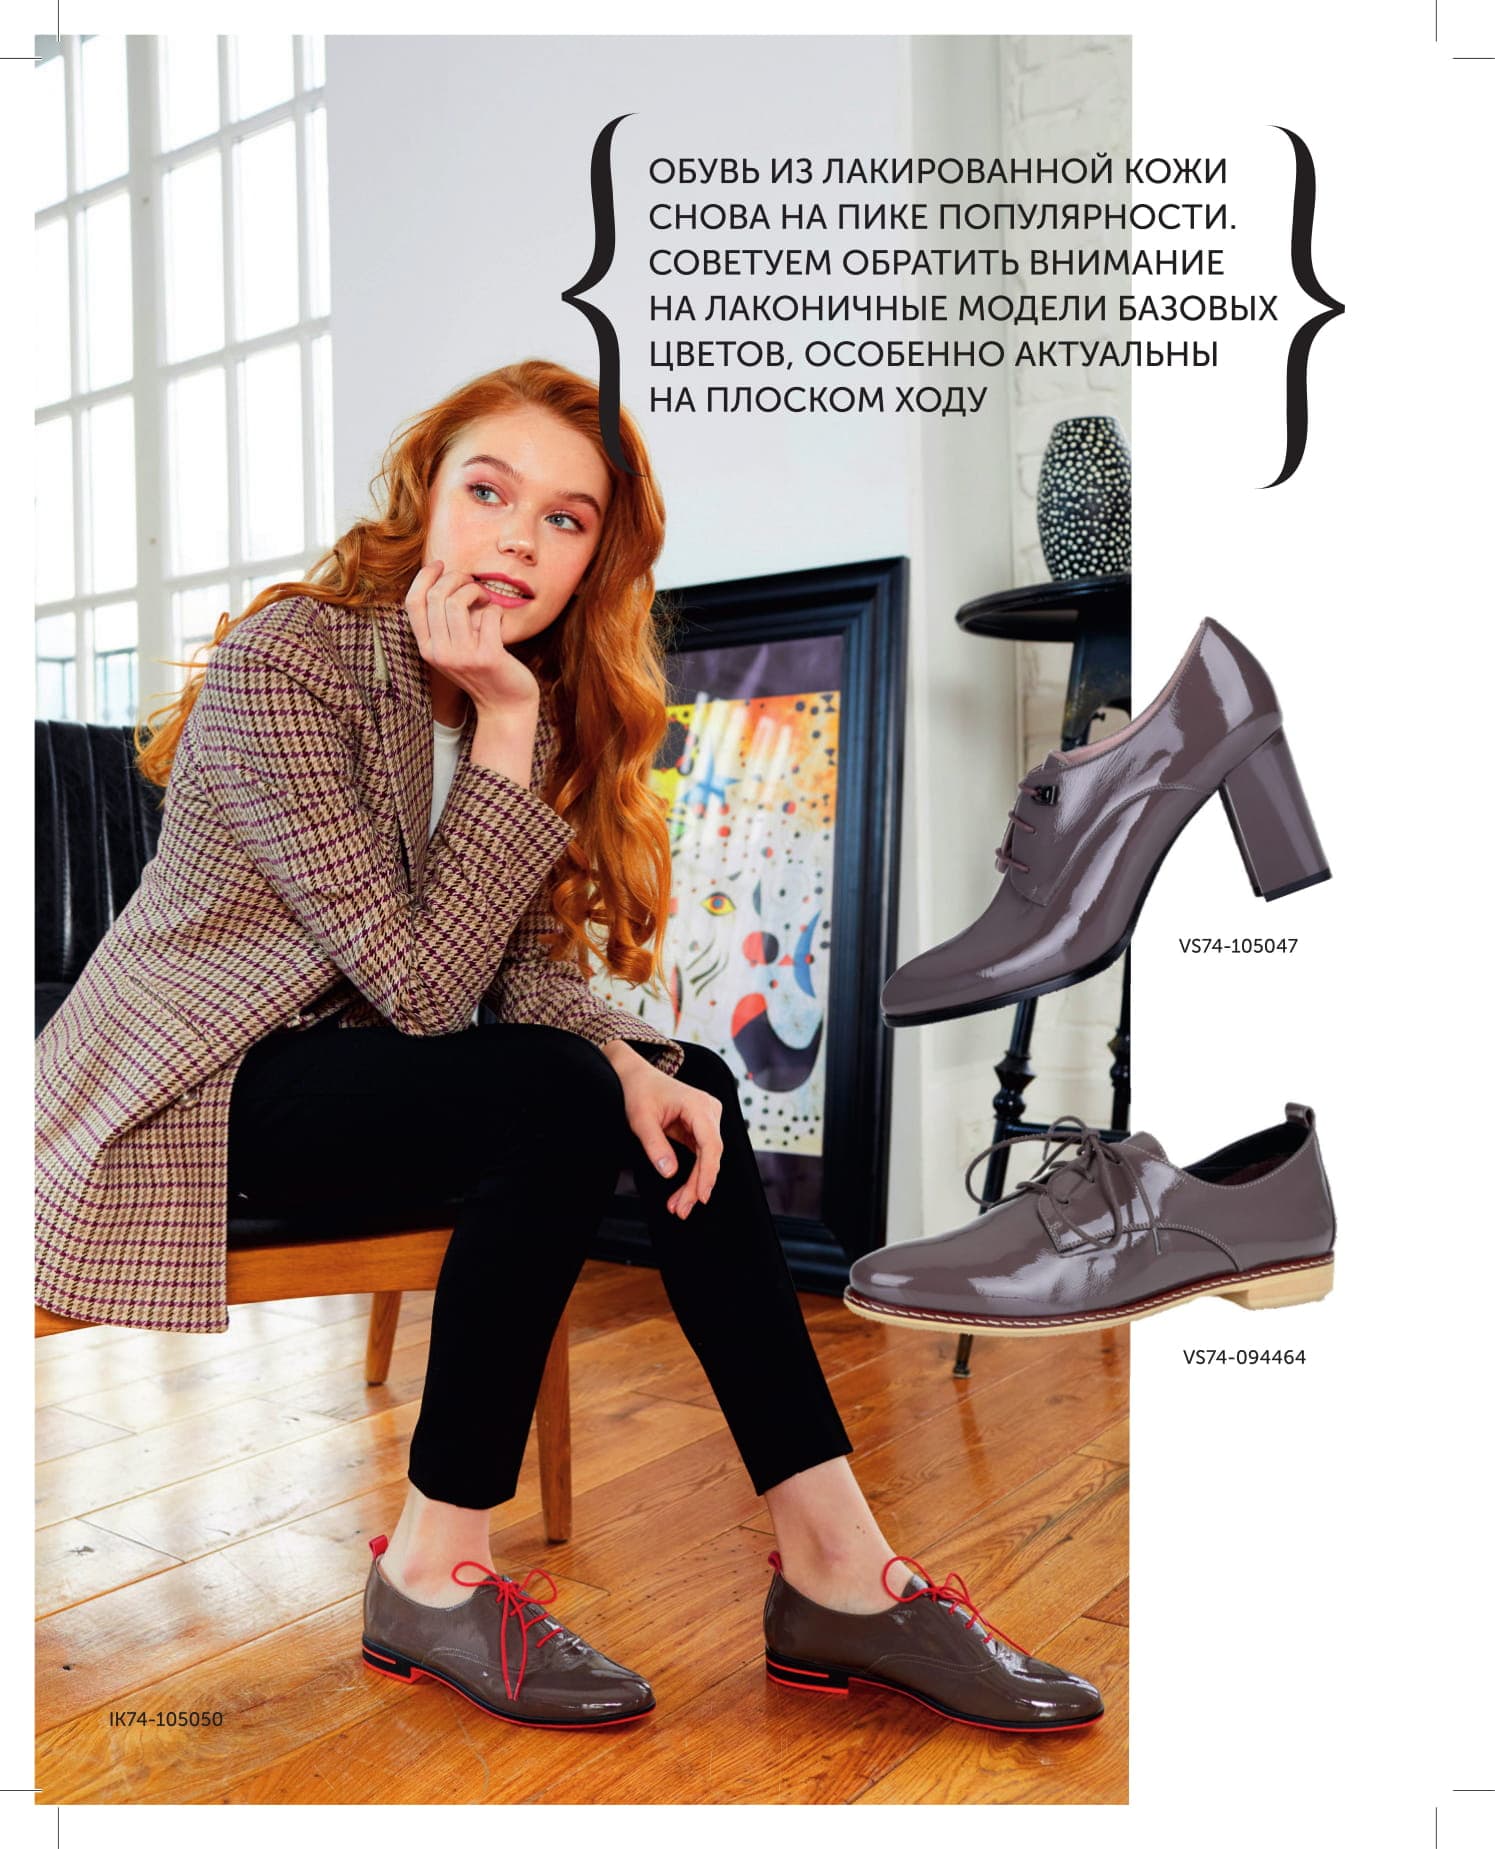 ОБУВЬ ИЗ ЛАКИРОВАННОЙ КОЖИ
СНОВА НА ПИКЕ ПОПУЛЯРНОСТИ.
СОВЕТУЕМ ОБРАТИТЬ ВНИМАНИЕ
НА ЛАКОНИЧНЫЕ МОДЕЛИ БАЗОВЫХ
ЦВЕТОВ, ОСОБЕННО АКТУАЛЬНЫ
НА ПЛОСКОМ ХОДУ
VS74-105047
VS74-094464
IK74-105050